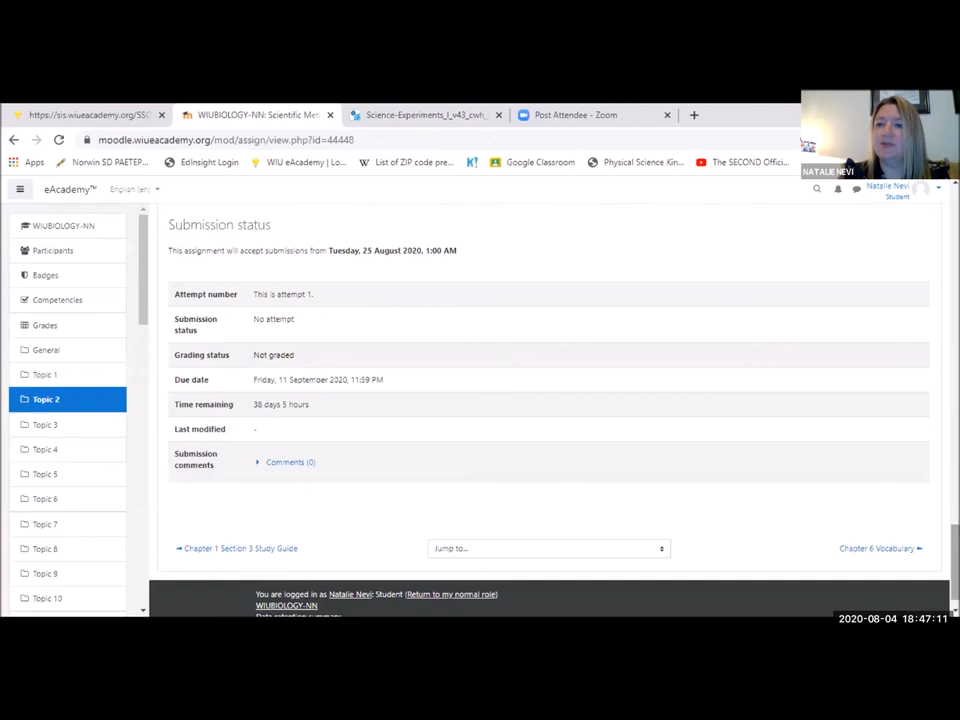 https://sis.wiueacademy.org/SSO
WIUBIOLOGY-NN: Scientific Met
Science-Experiments_I_v43_cwh_
Post Attendee - Zoom
moodle.wiueacademy.org/mod/assign/view.php?id=44448
NATALIE NEVI
Apps
Norwin SD PAETEP...
EdInsight Login
WIU eAcademy | Lo...
List of ZIP code pre...
Google Classroom
Physical Science Kin...
The SECOND Offici...
eAcademy™
English (en)
Natalie Nevi
Student
WIUBIOLOGY-NN
Participants
Badges
Competencies
Grades
General
Topic 1
Topic 2
Topic 3
Topic 4
Topic 5
Topic 6
Topic 7
Topic 8
Topic 9
Topic 10
Submission status
This assignment will accept submissions from Tuesday, 25 August 2020, 1:00 AM
Attempt number This is attempt 1.
Submission status No attempt
Grading status Not graded
Due date Friday, 11 September 2020, 11:59 PM
Time remaining 38 days 5 hours
Last modified -
Submission comments Comments (0)
◄ Chapter 1 Section 3 Study Guide
Jump to...
Chapter 6 Vocabulary ►
You are logged in as Natalie Nevi: Student (Return to my normal role)
WIUBIOLOGY-NN
Data retention summary
2020-08-04 18:47:11